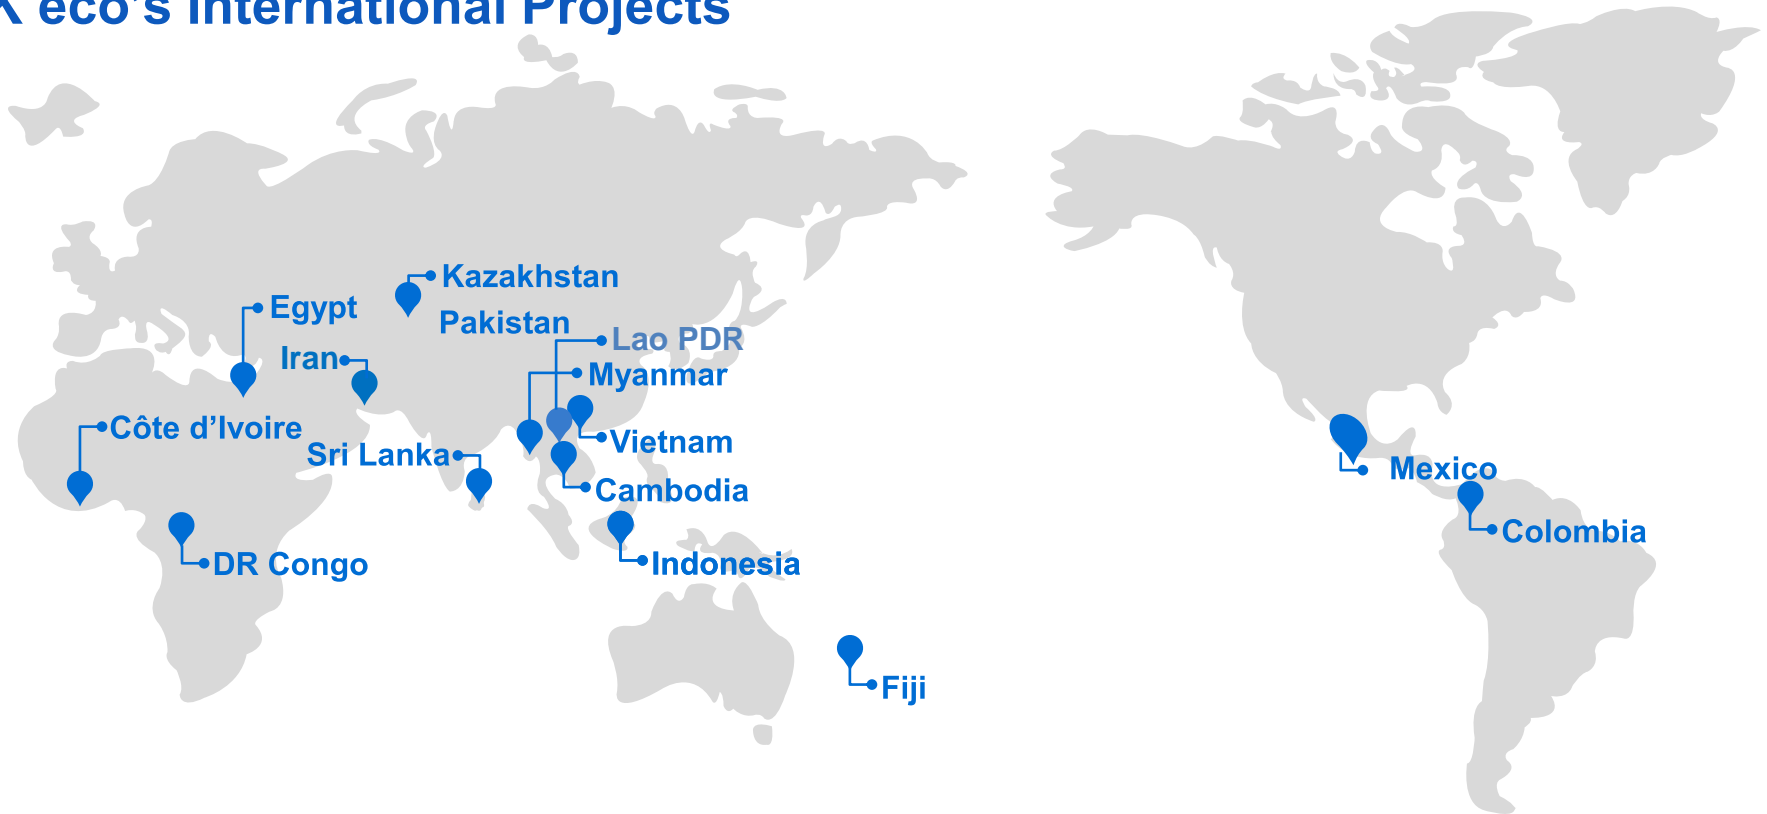 K eco's International Projects
Kazakhstan
Egypt
Pakistan
Lao PDR
Iran
Myanmar
Côte d’Ivoire
Vietnam
Sri Lanka
Mexico
Cambodia
Colombia
DR Congo
Indonesia
Fiji